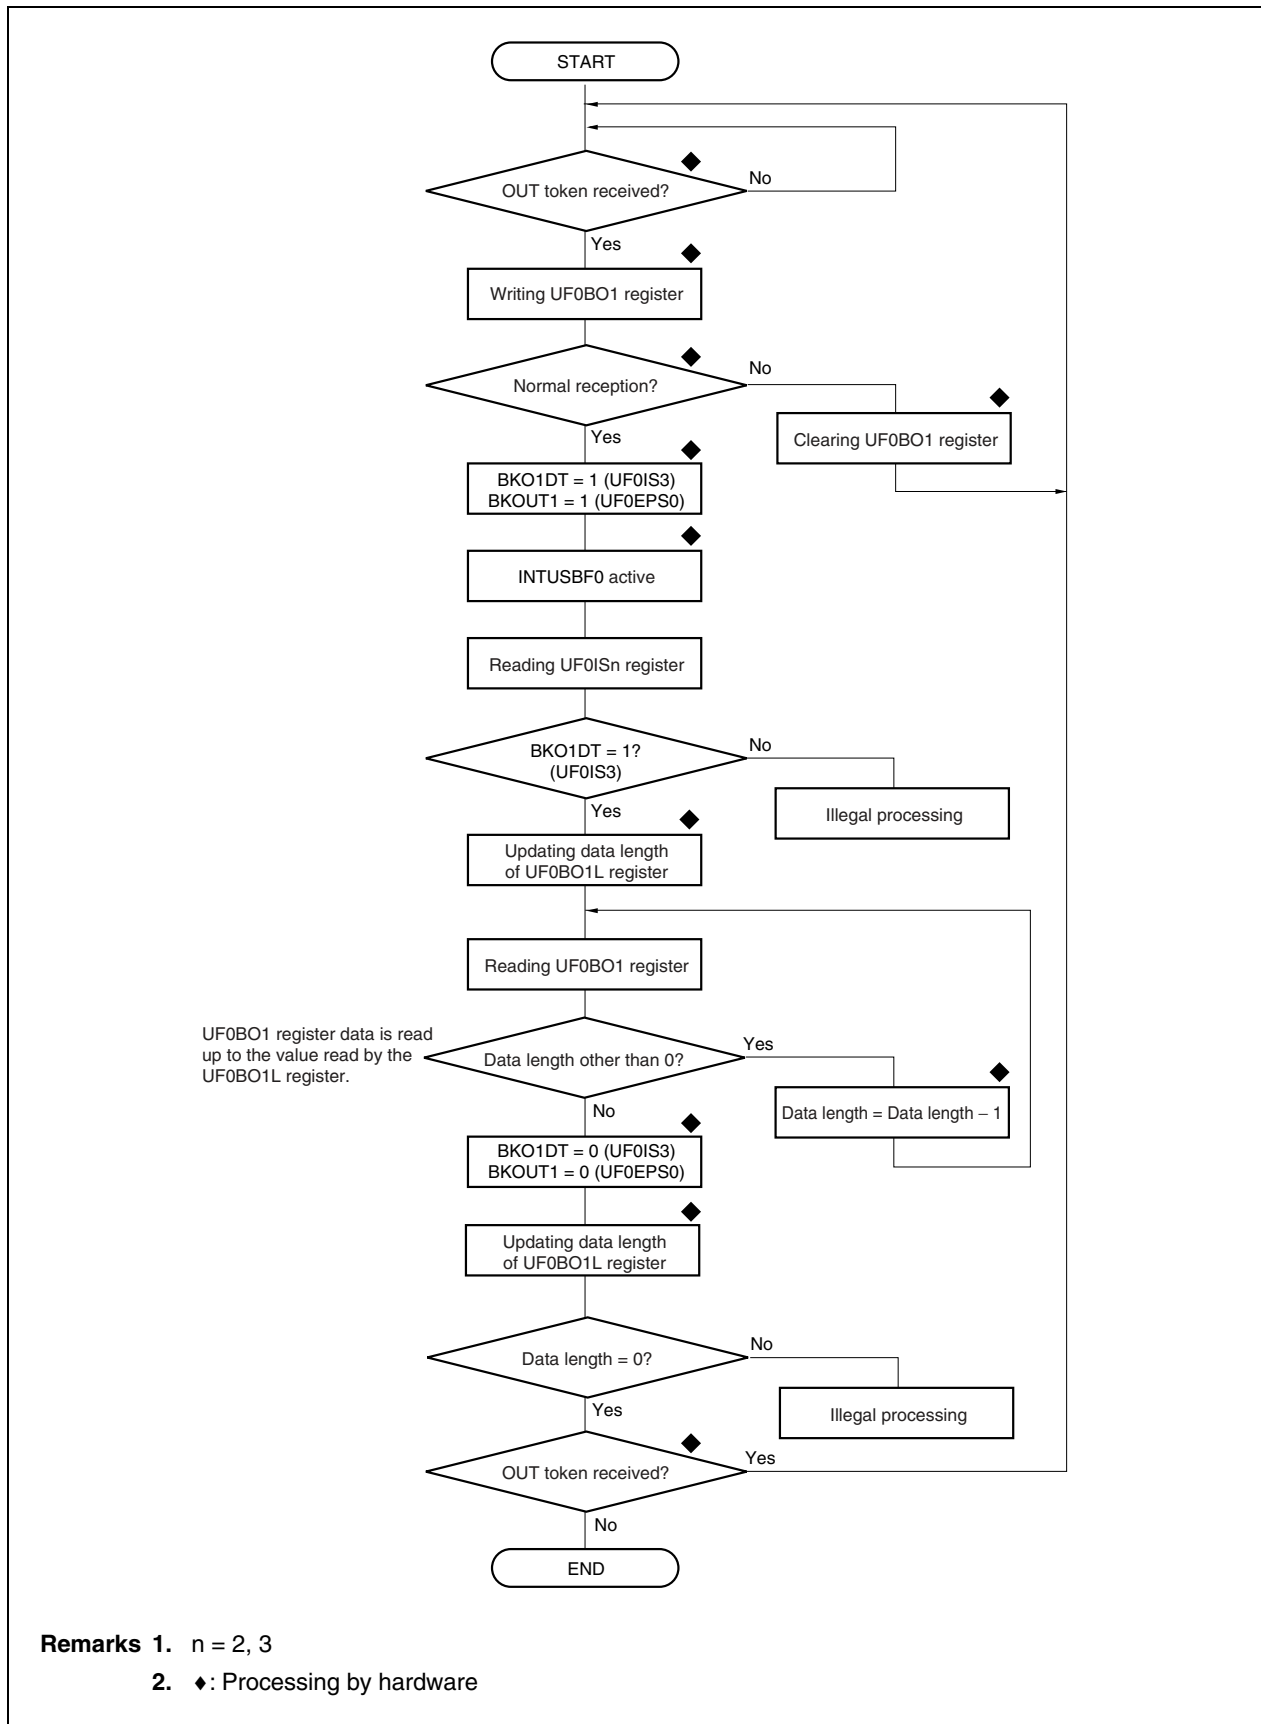 START
OUT token received?
No
Yes
Writing UF0BO1 register
Normal reception?
No
Yes
Clearing UF0BO1 register
BKO1DT = 1 (UF0IS3)
BKOUT1 = 1 (UF0EPS0)
INTUSBF0 active
Reading UF0ISn register
BKO1DT = 1?
(UF0IS3)
No
Yes
Illegal processing
Updating data length
of UF0BO1L register
Reading UF0BO1 register
UF0BO1 register data is read
up to the value read by the
UF0BO1L register.
Data length other than 0?
Yes
No
Data length = Data length − 1
BKO1DT = 0 (UF0IS3)
BKOUT1 = 0 (UF0EPS0)
Updating data length
of UF0BO1L register
Data length = 0?
No
Yes
Illegal processing
OUT token received?
Yes
No
END
Remarks 1. n = 2, 3
2. ♦: Processing by hardware